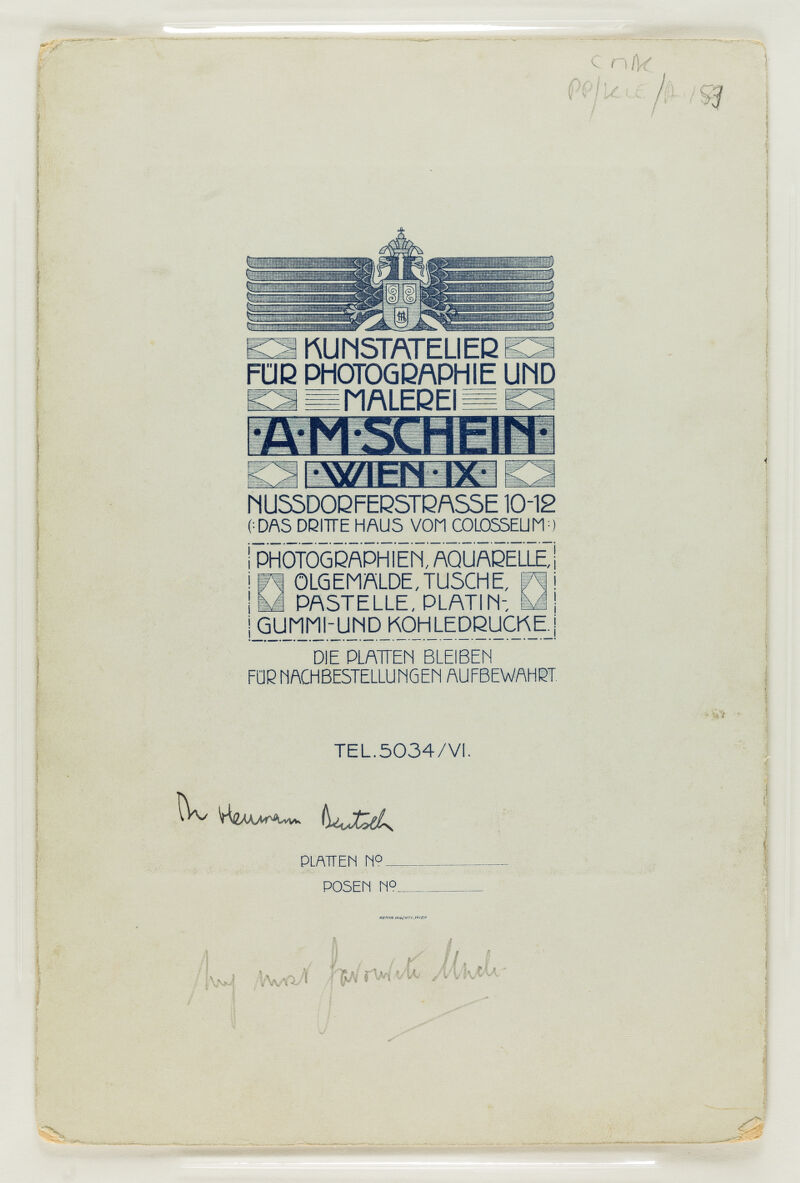 PP/KLE/A.153
KUNSTATELIER
FÜR PHOTOGRAPHIE UND
MALEREI
·A·M·SCHEIN·
·WIEN·IX·
NUSSDORFERSTRASSE 10-12
(:DAS DRITTE HAUS VOM COLOSSEUM:)
PHOTOGRAPHIEN, AQUARELLE,
ÖLGEMÄLDE, TUSCHE,
PASTELLE, PLATIN-,
GUMMI-UND KOHLEDRUCKE.
DIE PLATTEN BLEIBEN
FÜR NACHBESTELLUNGEN AUFBEWAHRT.
TEL. 5034/VI.
Dr Hermann Deutsch
PLATTEN Nº
POSEN Nº
My most favourite Uncle